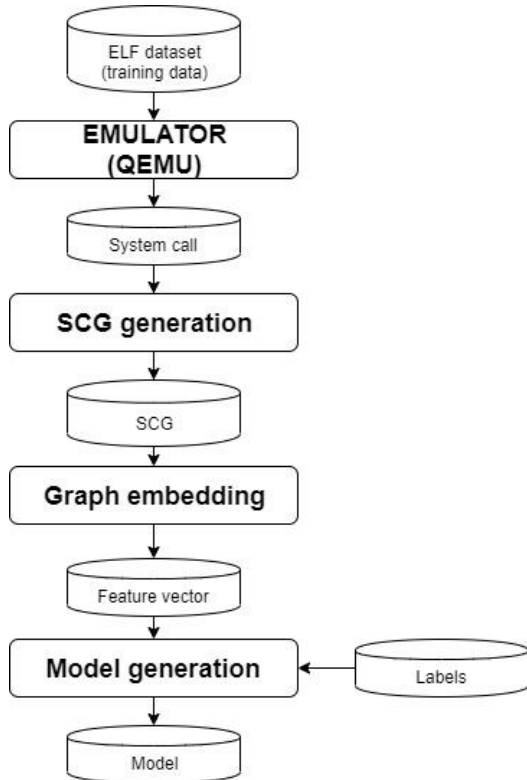 ELF dataset
(training data)
EMULATOR
(QEMU)
System call
SCG generation
SCG
Graph embedding
Feature vector
Model generation
Labels
Model